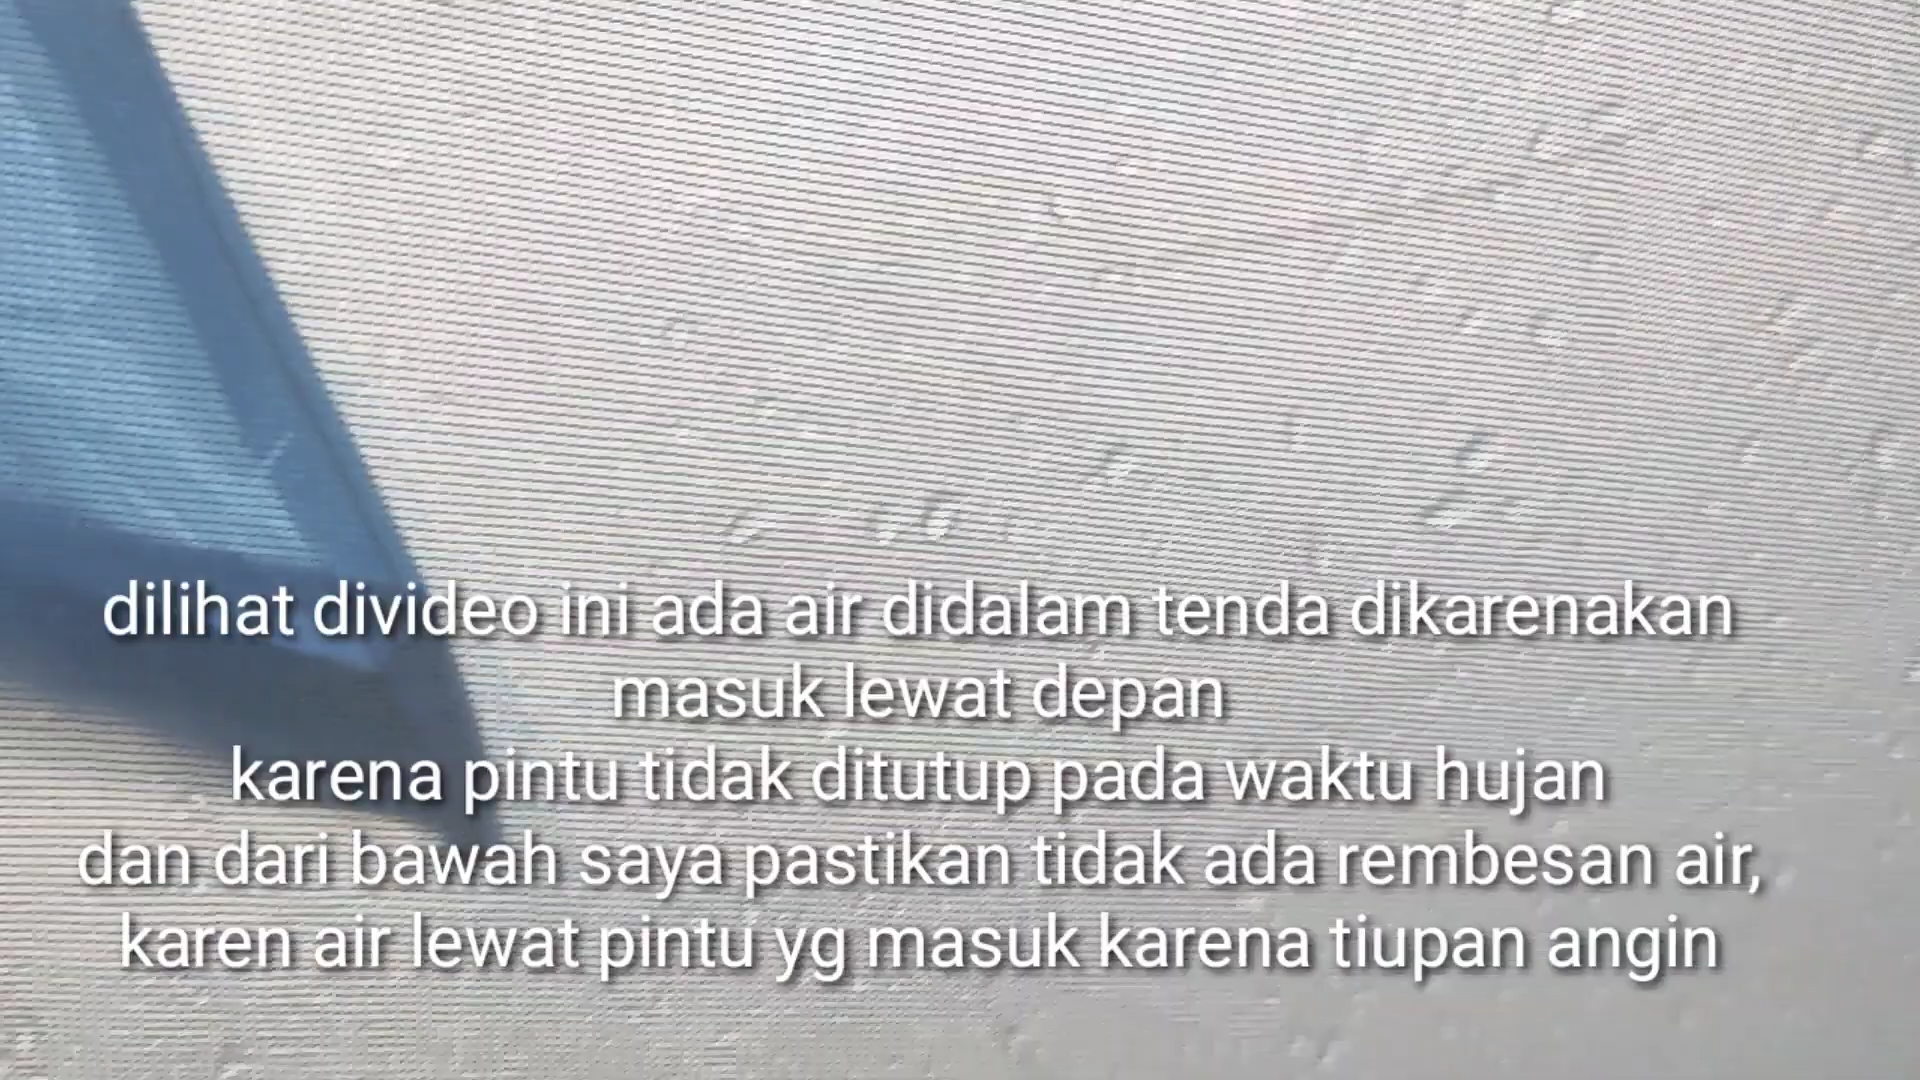 dilihat divideo ini ada air didalam tenda dikarenakan
masuk lewat depan
karena pintu tidak ditutup pada waktu hujan
dan dari bawah saya pastikan tidak ada rembesan air,
karen air lewat pintu yg masuk karena tiupan angin